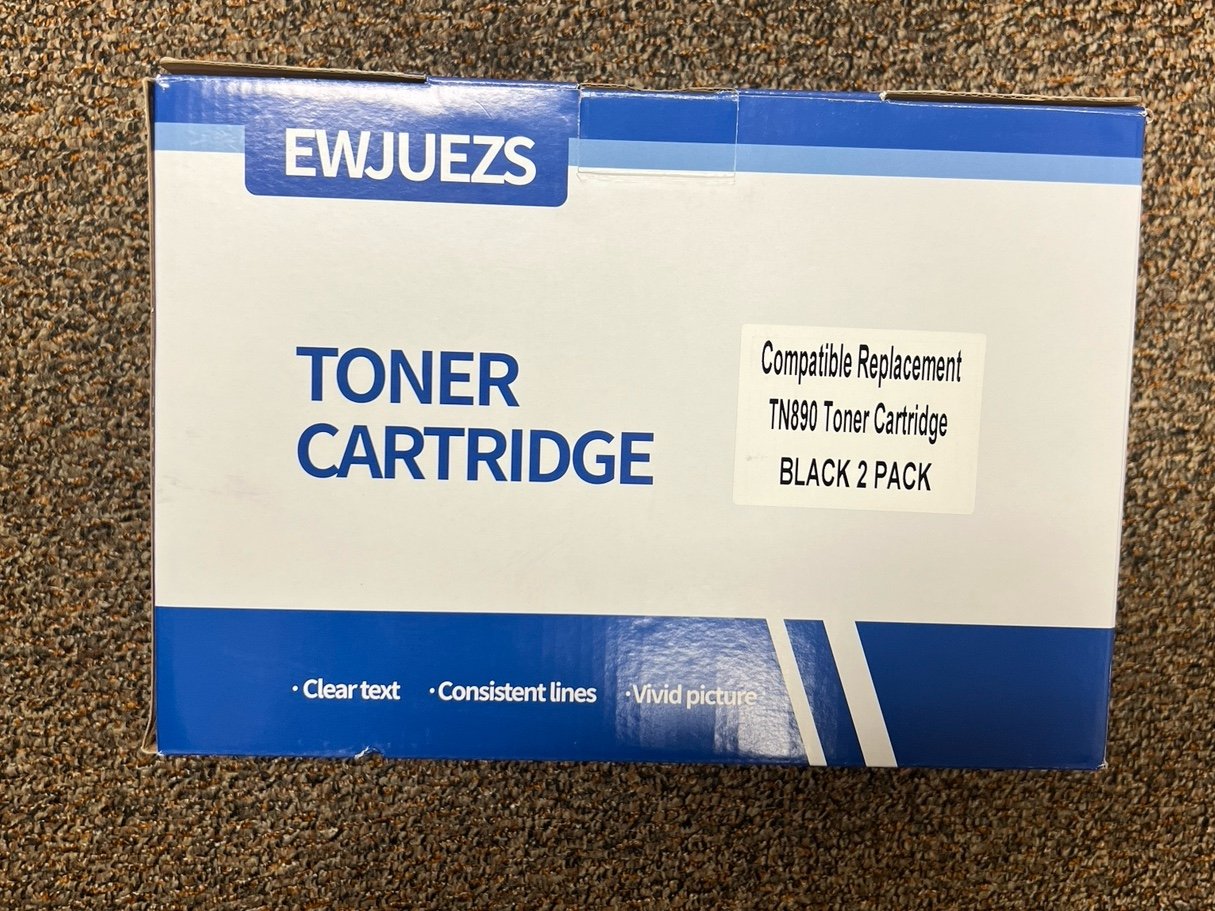 EWJUEZS
TONER
CARTRIDGE
Compatible Replacement
TN890 Toner Cartridge
BLACK 2 PACK
· Clear text · Consistent lines · Vivid picture